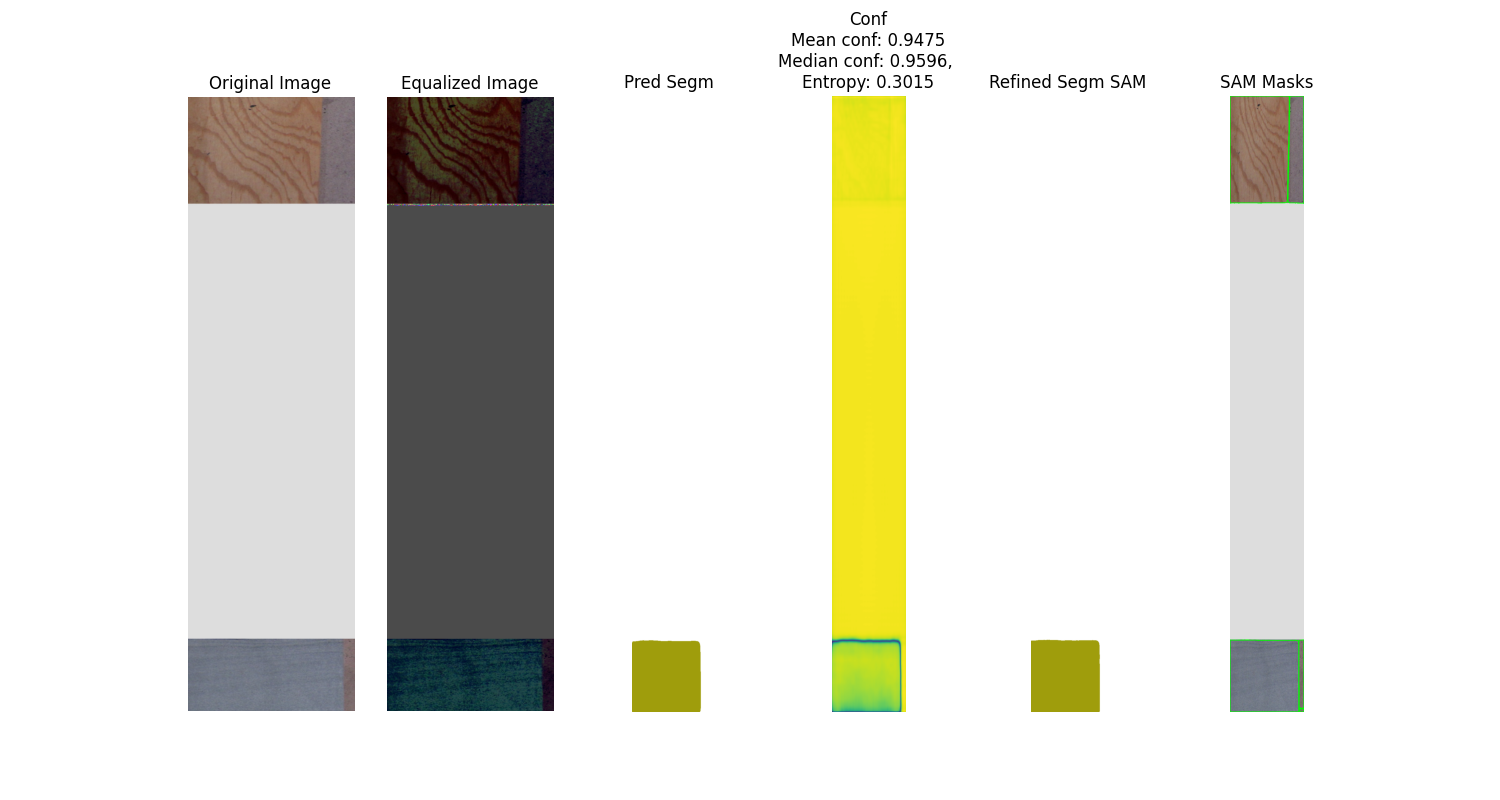 Original Image
Equalized Image
Pred Segm
Conf
Mean conf: 0.9475
Median conf: 0.9596,
Entropy: 0.3015
Refined Segm SAM
SAM Masks